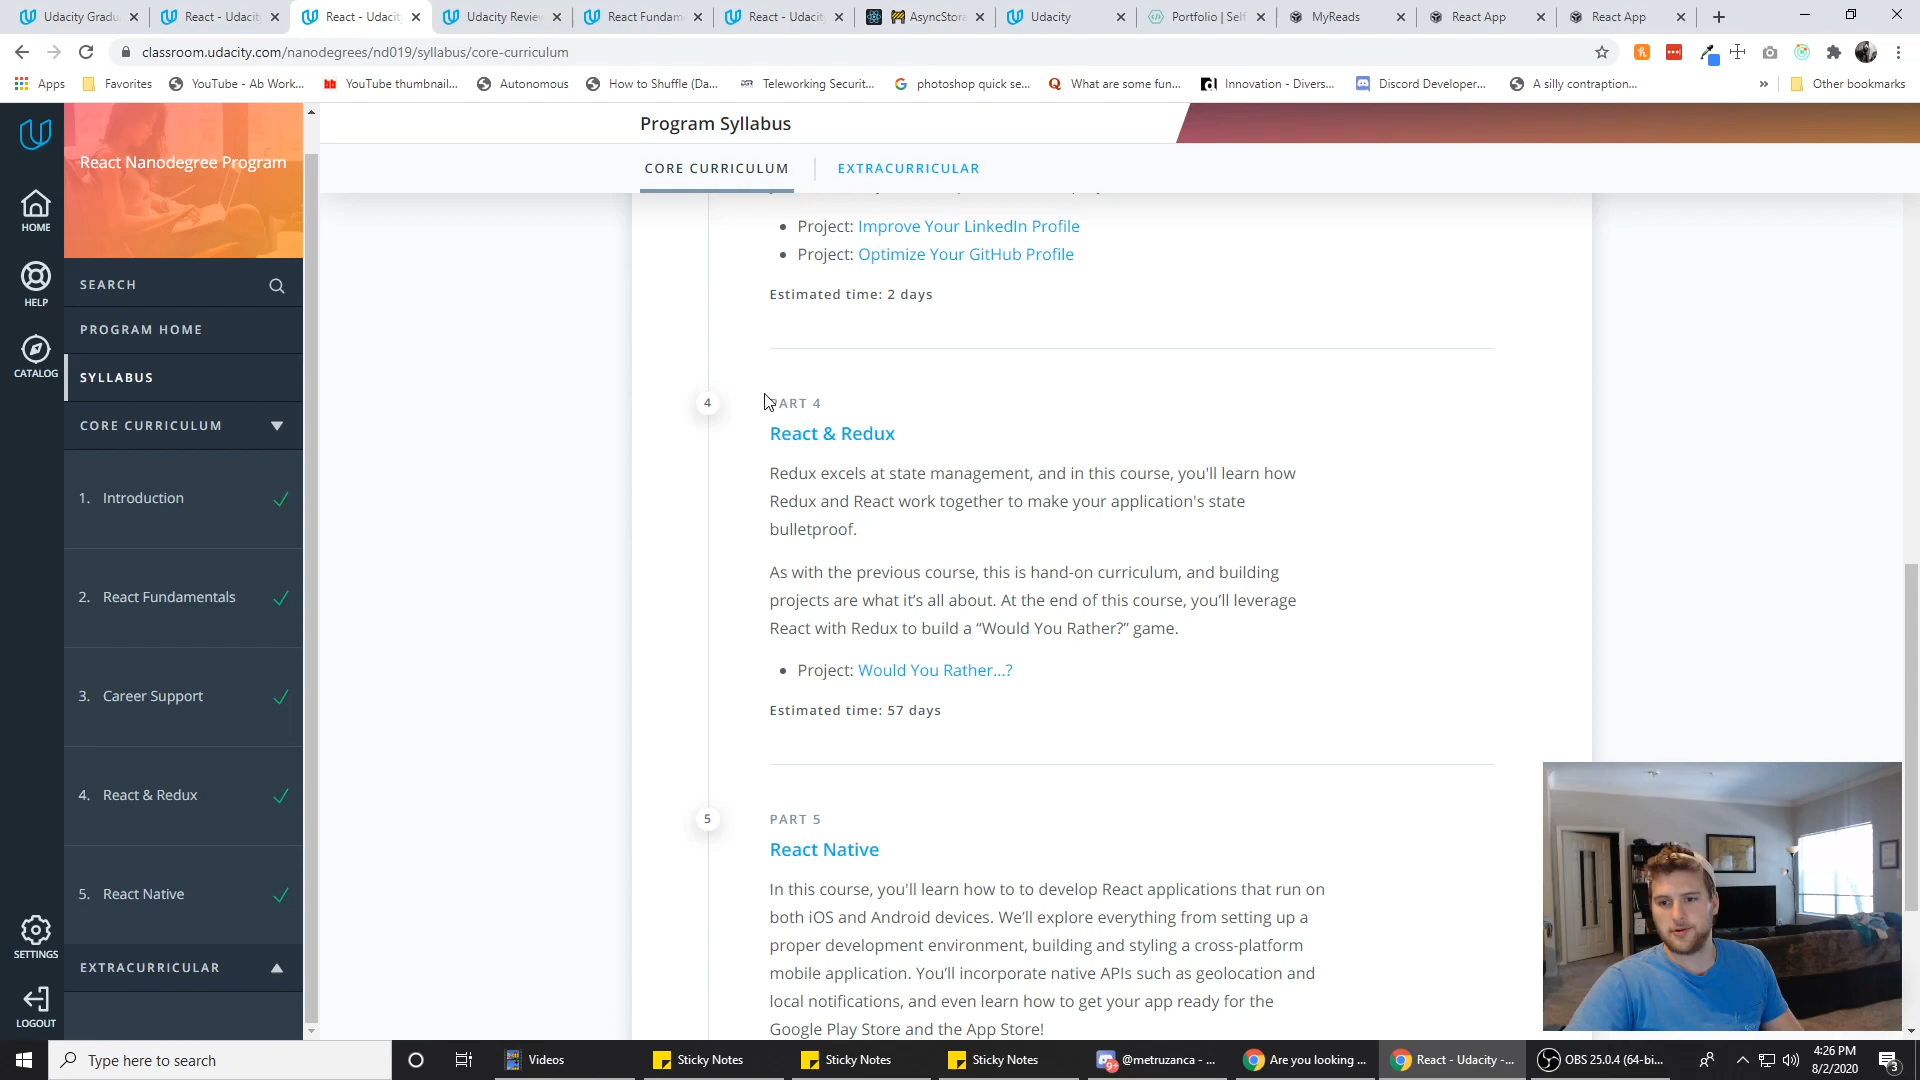 Udacity Gradu
React - Udacit
React - Udacit
Udacity Review
React Fundam
React - Udacit
AsyncStora
Udacity
Portfolio | Self
MyReads
React App
React App
classroom.udacity.com/nanodegrees/nd019/syllabus/core-curriculum
Apps
Favorites
YouTube - Ab Work...
YouTube thumbnail...
Autonomous
How to Shuffle (Da...
Teleworking Securit...
photoshop quick se...
What are some fun...
Innovation - Divers...
Discord Developer...
A silly contraption...
»
Other bookmarks
React Nanodegree Program
HOME
HELP
CATALOG
SETTINGS
LOGOUT
SEARCH
PROGRAM HOME
SYLLABUS
CORE CURRICULUM
1. Introduction
2. React Fundamentals
3. Career Support
4. React & Redux
5. React Native
EXTRACURRICULAR
Program Syllabus
CORE CURRICULUM
EXTRACURRICULAR
Project: Improve Your LinkedIn Profile
Project: Optimize Your GitHub Profile
Estimated time: 2 days
4
PART 4
React & Redux
Redux excels at state management, and in this course, you'll learn how
Redux and React work together to make your application's state
bulletproof.
As with the previous course, this is hand-on curriculum, and building
projects are what it’s all about. At the end of this course, you’ll leverage
React with Redux to build a “Would You Rather?” game.
Project: Would You Rather...?
Estimated time: 57 days
5
PART 5
React Native
In this course, you'll learn how to to develop React applications that run on
both iOS and Android devices. We’ll explore everything from setting up a
proper development environment, building and styling a cross-platform
mobile application. You’ll incorporate native APIs such as geolocation and
local notifications, and even learn how to get your app ready for the
Google Play Store and the App Store!
Type here to search
Videos
Sticky Notes
Sticky Notes
Sticky Notes
@metruzanca - ...
Are you looking ...
React - Udacity -...
OBS 25.0.4 (64-bi...
4:26 PM
8/2/2020
3